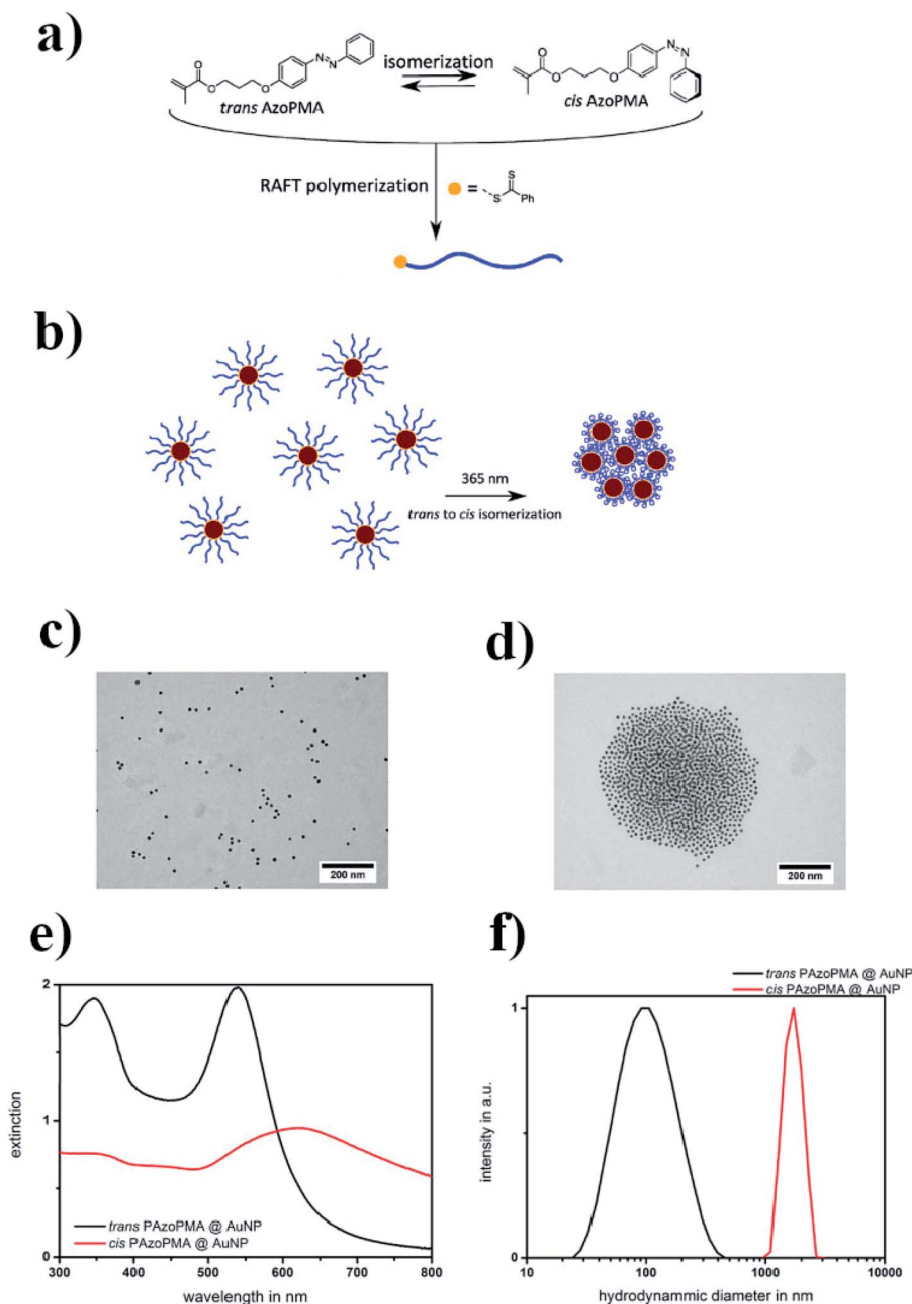 a)
isomerization
trans AzoPMA
cis AzoPMA
RAFT polymerization
=
Ph
b)
365 nm
trans to cis isomerization
c)
d)
200 nm
200 nm
e)
f)
2
1
0
extinction
trans PAzoPMA @ AuNP
cis PAzoPMA @ AuNP
300 400 500 600 700 800
wavelength in nm
trans PAzoPMA @ AuNP
cis PAzoPMA @ AuNP
1
0
intensity in a.u.
10 100 1000 10000
hydrodynammic diameter in nm